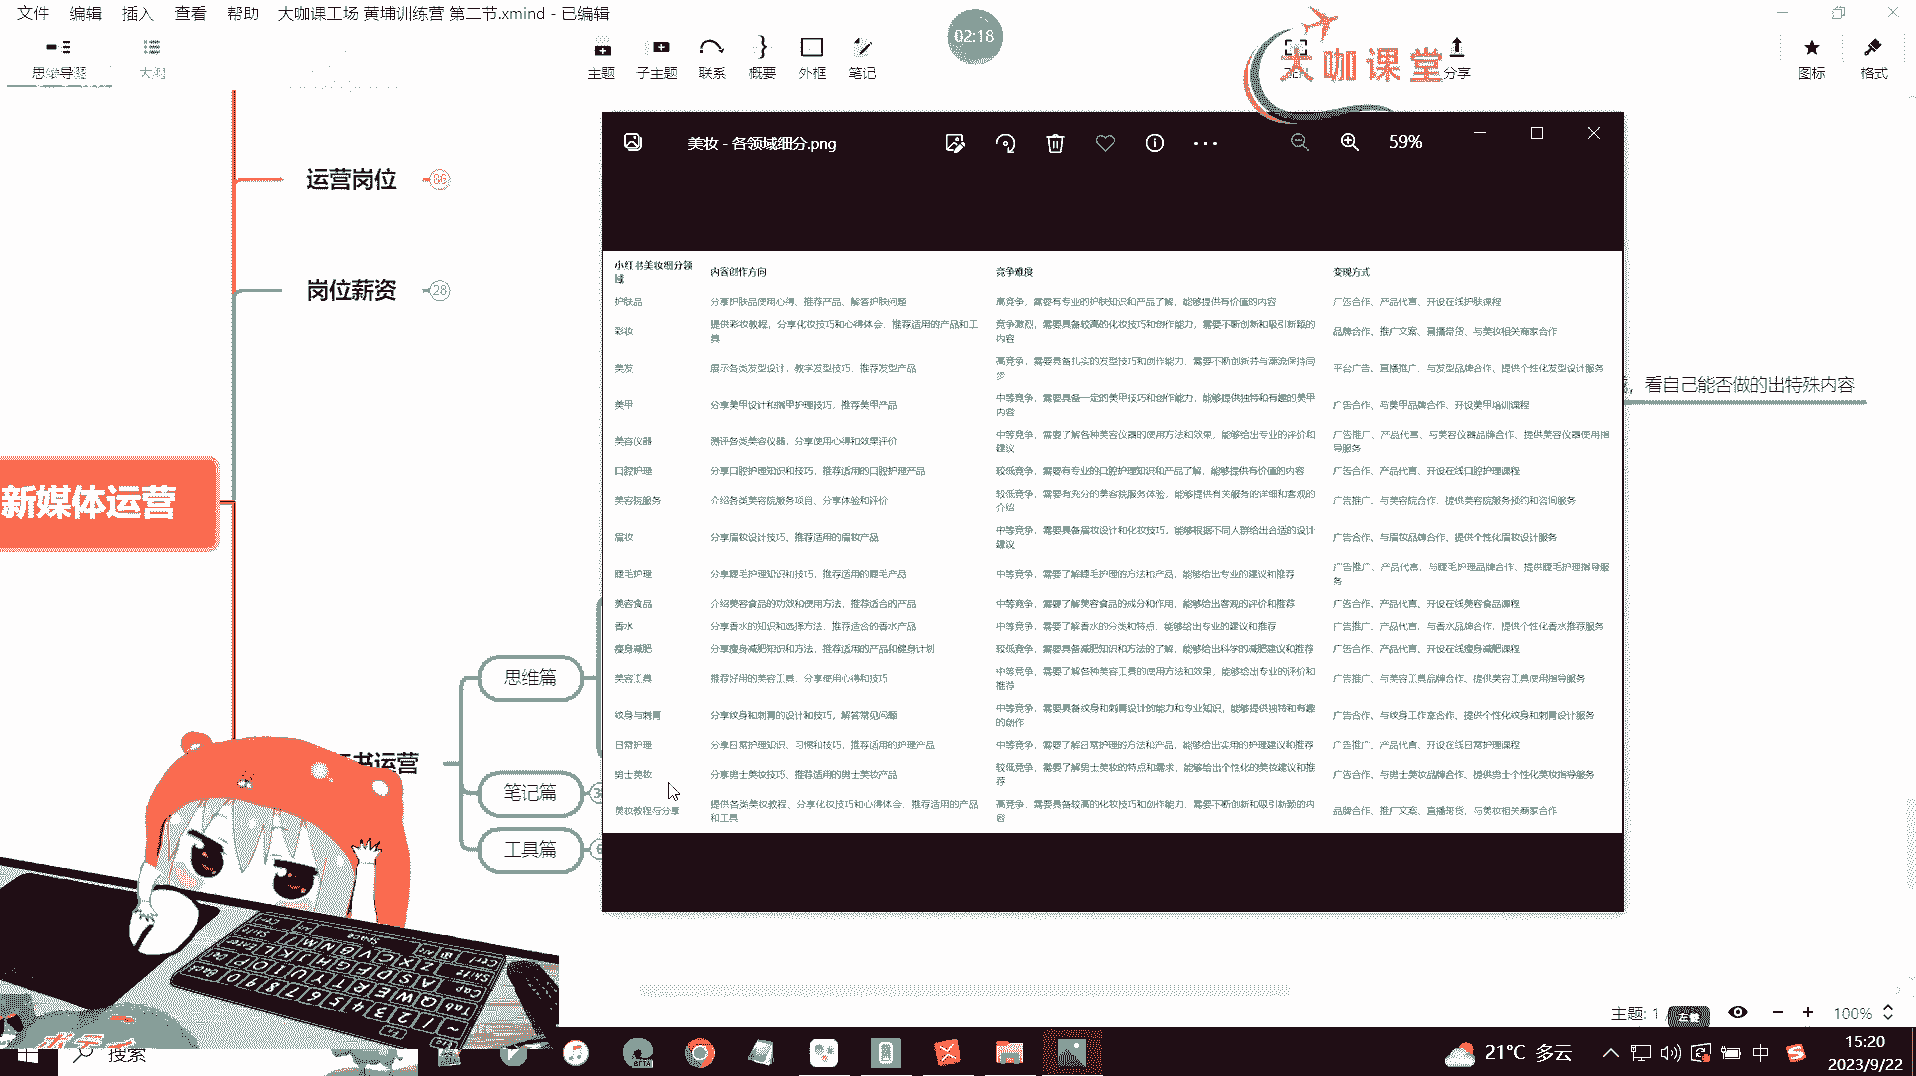 文件 编辑 插入 查看 帮助 大咖课工场 黄埔训练营 第二节.xmind - 已编辑
思维导图 大纲 主题 子主题 联系 概要 外框 笔记 02:18 大咖课堂 分享 图标 格式
美妆 - 各领域细分.png 59%
运营岗位 86
岗位薪资 28
新媒体运营
思维篇
笔记篇
工具篇
书运营
看自己能否做的出特殊内容
小红书美妆细分领域 内容创作方向 竞争难度 变现方式
护肤品 分享护肤品使用心得、推荐产品、解答护肤问题 高竞争，需要有专业的护肤知识和产品了解，能够提供有价值的内容 广告合作、产品代言、开设在线护肤课程
彩妆 提供彩妆教程，分享化妆技巧和心得体会，推荐适用的产品和工具 竞争激烈，需要具备较高的化妆技巧和创作能力，需要不断创新和吸引新颖的内容 品牌合作、推广文案、直播带货、与美妆相关商家合作
美发 展示各类发型设计，教学发型技巧，推荐发型产品 高竞争，需要具备扎实的发型技巧和创作能力，需要不断创新并与潮流保持同步 平台广告、直播推广、与发型品牌合作、提供个性化发型设计服务
美甲 分享美甲设计和指甲护理技巧，推荐美甲产品 中等竞争，需要具备一定的美甲技巧和创作能力，能够提供独特和有趣的美甲内容 广告合作、与美甲品牌合作、开设美甲培训课程
美容仪器 测评各类美容仪器，分享使用心得和效果评价 中等竞争，需要了解各种美容仪器的使用方法和效果，能够给出专业的评价和建议 广告推广、产品代言、与美容仪器品牌合作、提供美容仪器使用指导服务
口腔护理 分享口腔护理知识和技巧，推荐适用的口腔护理产品 较低竞争，需要有专业的口腔护理知识和产品了解，能够提供有价值的内容 广告合作、产品代言、开设在线口腔护理课程
美容院服务 介绍各类美容院服务项目，分享体验和评价 较低竞争，需要有充分的美容院服务体验，能够提供有关服务的详细和客观的介绍 广告推广、与美容院合作、提供美容院服务预约和咨询服务
眉妆 分享眉妆设计技巧，推荐适用的眉妆产品 中等竞争，需要具备眉妆设计和化妆技巧，能够根据不同人群给出合适的设计建议 广告合作、与眉妆品牌合作、提供个性化眉妆设计服务
睫毛护理 分享睫毛护理知识和技巧，推荐适用的睫毛产品 中等竞争，需要了解睫毛护理的方法和产品，能够给出专业的建议和推荐 广告推广、产品代言、与睫毛护理品牌合作、提供睫毛护理指导服务
美容食品 介绍美容食品的功效和使用方法，推荐适合的产品 中等竞争，需要了解美容食品的成分和作用，能够给出客观的评价和推荐 广告合作、产品代言、开设在线美容食品课程
香水 分享香水的知识和选择方法，推荐适合的香水产品 中等竞争，需要了解香水的分类和特点，能够给出专业的建议和推荐 广告推广、产品代言、与香水品牌合作、提供个性化香水推荐服务
瘦身减肥 分享瘦身减肥知识和方法，推荐适用的产品和健身计划 较低竞争，需要具备减肥知识和方法的了解，能够给出科学的减肥建议和推荐 广告合作、产品代言、开设在线瘦身减肥课程
美容工具 推荐好用的美容工具，分享使用心得和技巧 中等竞争，需要了解各种美容工具的使用方法和效果，能够给出专业的评价和推荐 广告推广、与美容工具品牌合作、提供美容工具使用指导服务
纹身与刺青 分享纹身和刺青的设计和技巧，解答常见问题 中等竞争，需要具备纹身和刺青设计的能力和专业知识，能够提供独特和有趣的创作 广告合作、与纹身工作室合作、提供个性化纹身和刺青设计服务
日常护理 分享日常护理知识、习惯和技巧，推荐适用的护理产品 中等竞争，需要了解日常护理的方法和产品，能够给出实用的护理建议和推荐 广告推广、产品代言、开设在线日常护理课程
男士美妆 分享男士美妆技巧，推荐适用的男士美妆产品 较低竞争，需要了解男士美妆的特点和需求，能够给出个性化的美妆建议和推荐 广告合作、与男士美妆品牌合作、提供男士个性化美妆指导服务
美妆教程与分享 提供各类美妆教程、分享化妆技巧和心得体会，推荐适用的产品和工具 高竞争，需要具备较高的化妆技巧和创作能力，需要不断创新和吸引新颖的内容 品牌合作、推广文案、直播带货、与美妆相关商家合作
主题: 1 100%
搜索 21°C 多云 中 15:20
2023/9/22